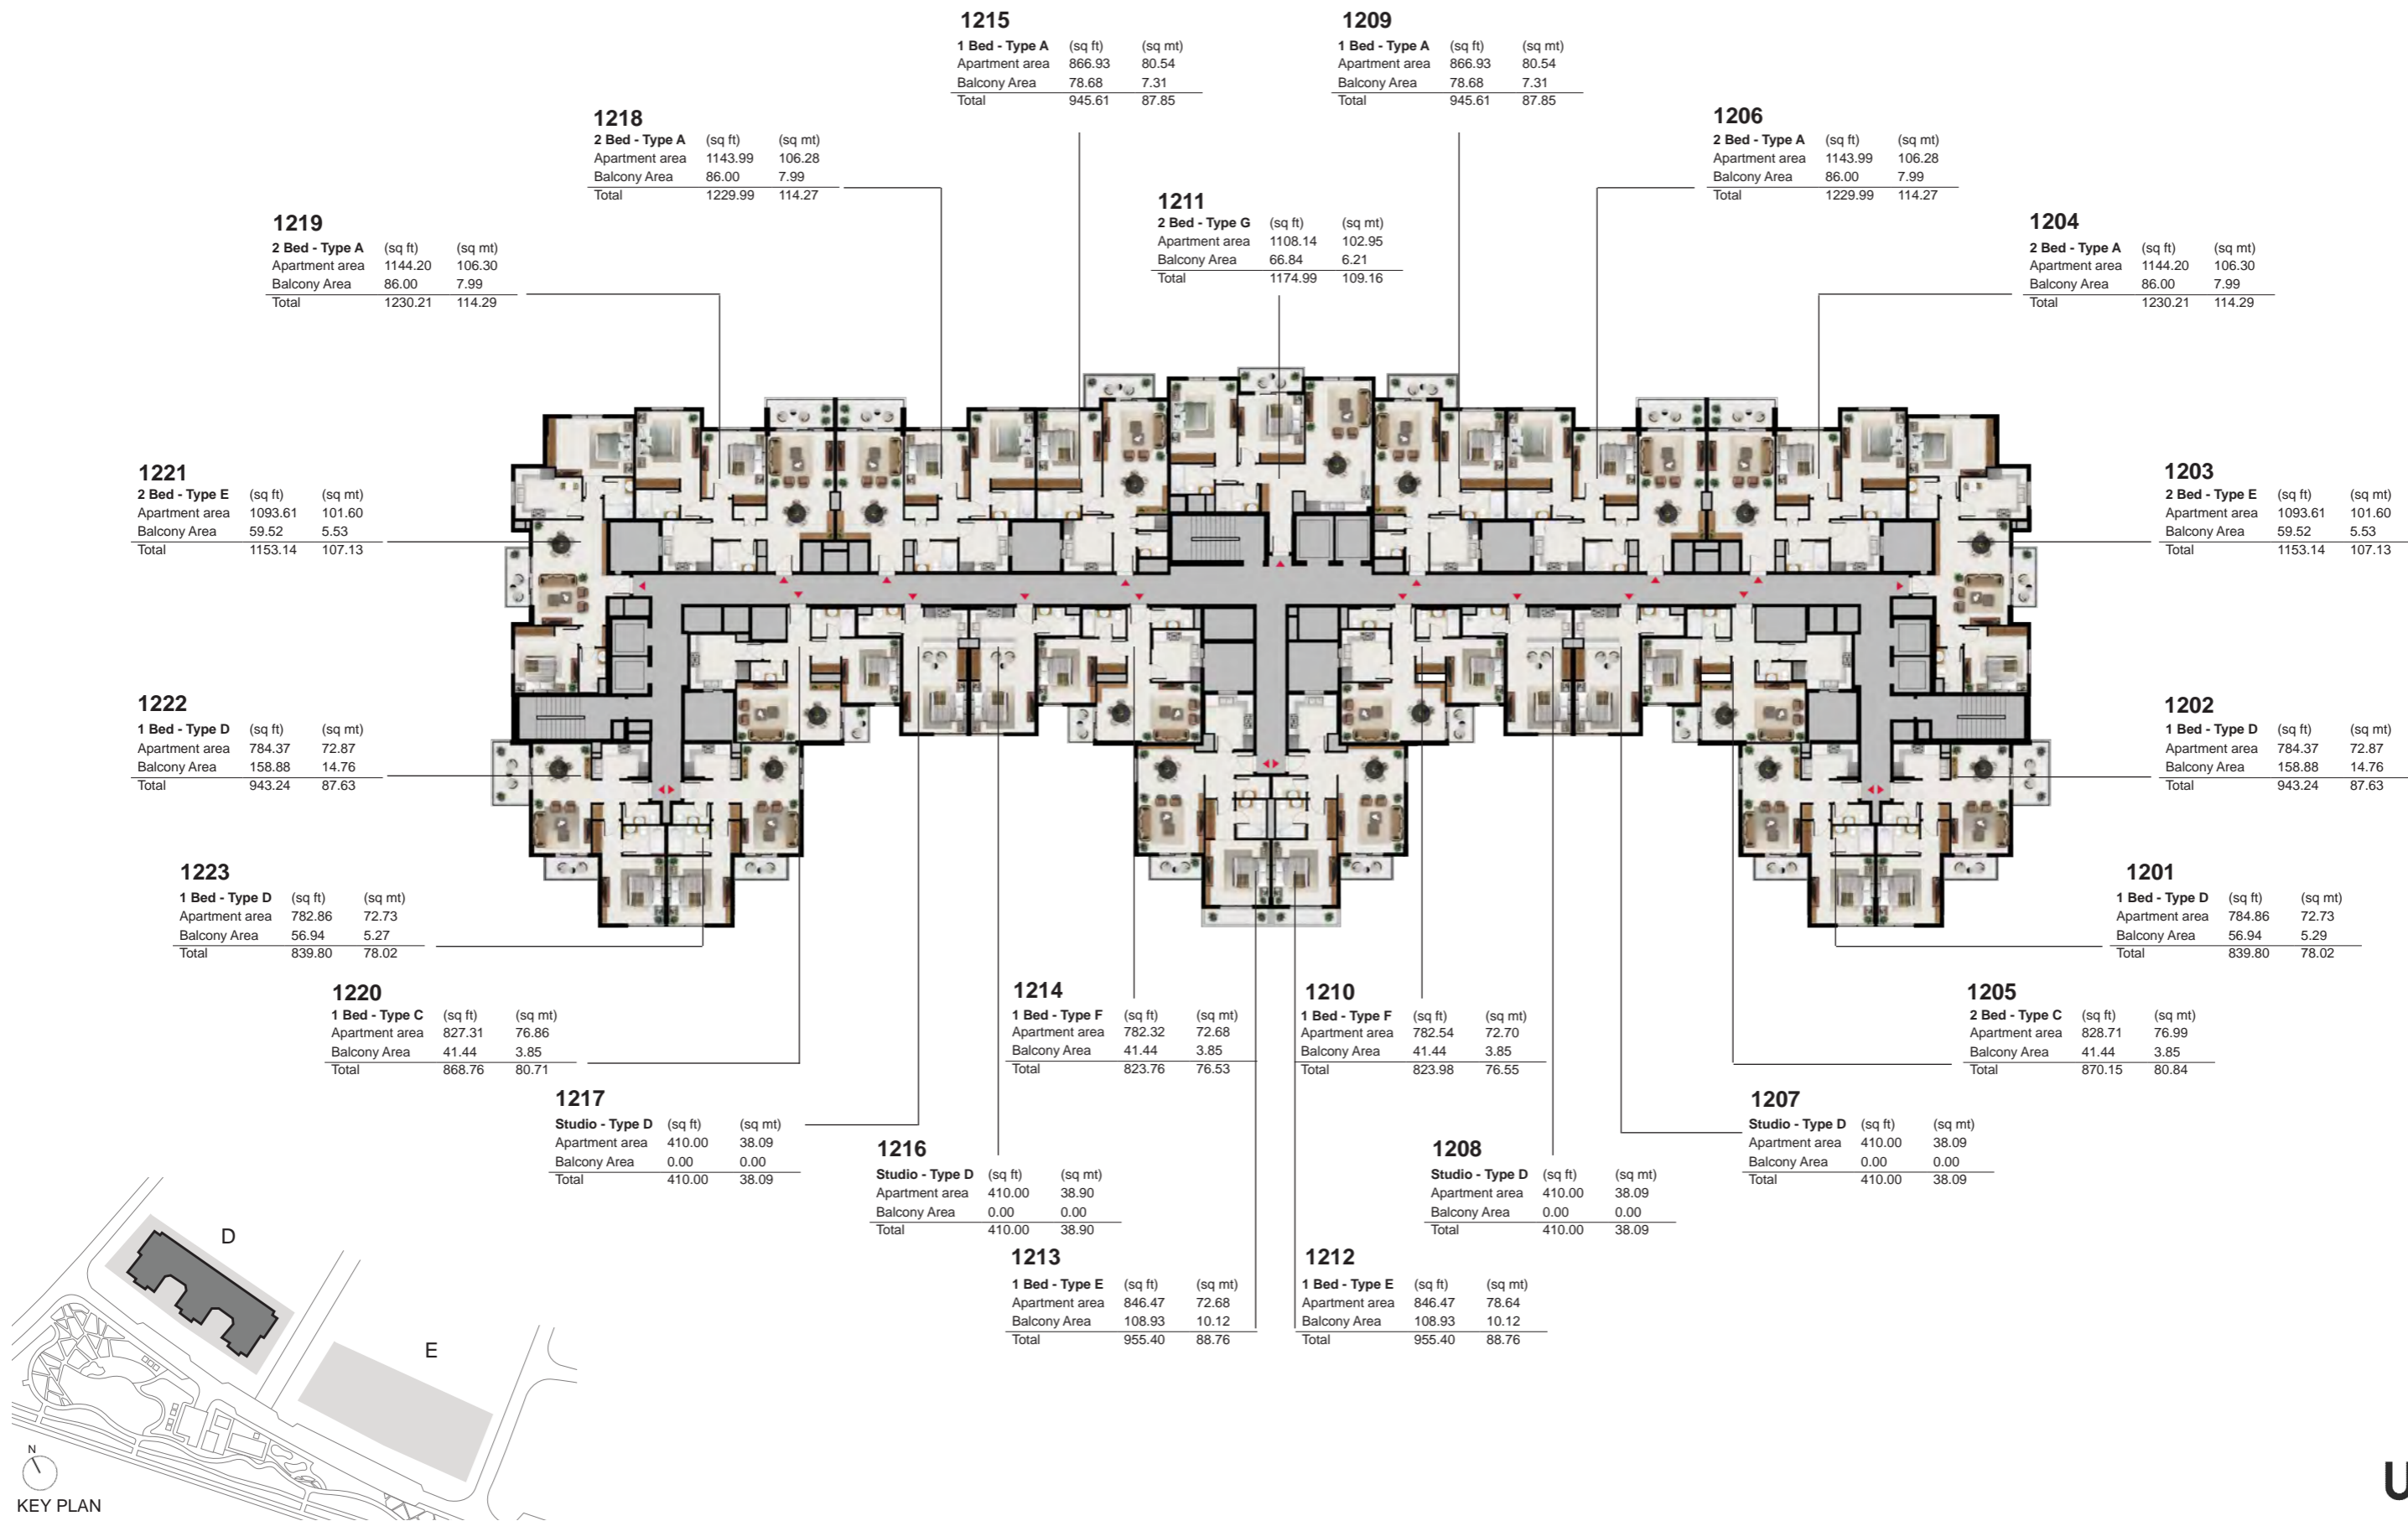 1215
1 Bed - Type A (sq ft) (sq mt)
Apartment area 866.93 80.54
Balcony Area 78.68 7.31
Total 945.61 87.85
1209
1 Bed - Type A (sq ft) (sq mt)
Apartment area 866.93 80.54
Balcony Area 78.68 7.31
Total 945.61 87.85
1218
2 Bed - Type A (sq ft) (sq mt)
Apartment area 1143.99 106.28
Balcony Area 86.00 7.99
Total 1229.99 114.27
1206
2 Bed - Type A (sq ft) (sq mt)
Apartment area 1143.99 106.28
Balcony Area 86.00 7.99
Total 1229.99 114.27
1211
2 Bed - Type G (sq ft) (sq mt)
Apartment area 1108.14 102.95
Balcony Area 66.84 6.21
Total 1174.99 109.16
1219
2 Bed - Type A (sq ft) (sq mt)
Apartment area 1144.20 106.30
Balcony Area 86.00 7.99
Total 1230.21 114.29
1204
2 Bed - Type A (sq ft) (sq mt)
Apartment area 1144.20 106.30
Balcony Area 86.00 7.99
Total 1230.21 114.29
1221
2 Bed - Type E (sq ft) (sq mt)
Apartment area 1093.61 101.60
Balcony Area 59.52 5.53
Total 1153.14 107.13
1203
2 Bed - Type E (sq ft) (sq mt)
Apartment area 1093.61 101.60
Balcony Area 59.52 5.53
Total 1153.14 107.13
1222
1 Bed - Type D (sq ft) (sq mt)
Apartment area 784.37 72.87
Balcony Area 158.88 14.76
Total 943.24 87.63
1202
1 Bed - Type D (sq ft) (sq mt)
Apartment area 784.37 72.87
Balcony Area 158.88 14.76
Total 943.24 87.63
1223
1 Bed - Type D (sq ft) (sq mt)
Apartment area 782.86 72.73
Balcony Area 56.94 5.27
Total 839.80 78.02
1201
1 Bed - Type D (sq ft) (sq mt)
Apartment area 784.86 72.73
Balcony Area 56.94 5.29
Total 839.80 78.02
1220
1 Bed - Type C (sq ft) (sq mt)
Apartment area 827.31 76.86
Balcony Area 41.44 3.85
Total 868.76 80.71
1214
1 Bed - Type F (sq ft) (sq mt)
Apartment area 782.32 72.68
Balcony Area 41.44 3.85
Total 823.76 76.53
1210
1 Bed - Type F (sq ft) (sq mt)
Apartment area 782.54 72.70
Balcony Area 41.44 3.85
Total 823.98 76.55
1205
2 Bed - Type C (sq ft) (sq mt)
Apartment area 828.71 76.99
Balcony Area 41.44 3.85
Total 870.15 80.84
1217
Studio - Type D (sq ft) (sq mt)
Apartment area 410.00 38.09
Balcony Area 0.00 0.00
Total 410.00 38.09
1216
Studio - Type D (sq ft) (sq mt)
Apartment area 410.00 38.90
Balcony Area 0.00 0.00
Total 410.00 38.90
1208
Studio - Type D (sq ft) (sq mt)
Apartment area 410.00 38.09
Balcony Area 0.00 0.00
Total 410.00 38.09
1207
Studio - Type D (sq ft) (sq mt)
Apartment area 410.00 38.09
Balcony Area 0.00 0.00
Total 410.00 38.09
1213
1 Bed - Type E (sq ft) (sq mt)
Apartment area 846.47 72.68
Balcony Area 108.93 10.12
Total 955.40 88.76
1212
1 Bed - Type E (sq ft) (sq mt)
Apartment area 846.47 78.64
Balcony Area 108.93 10.12
Total 955.40 88.76
D
E
N
KEY PLAN
U